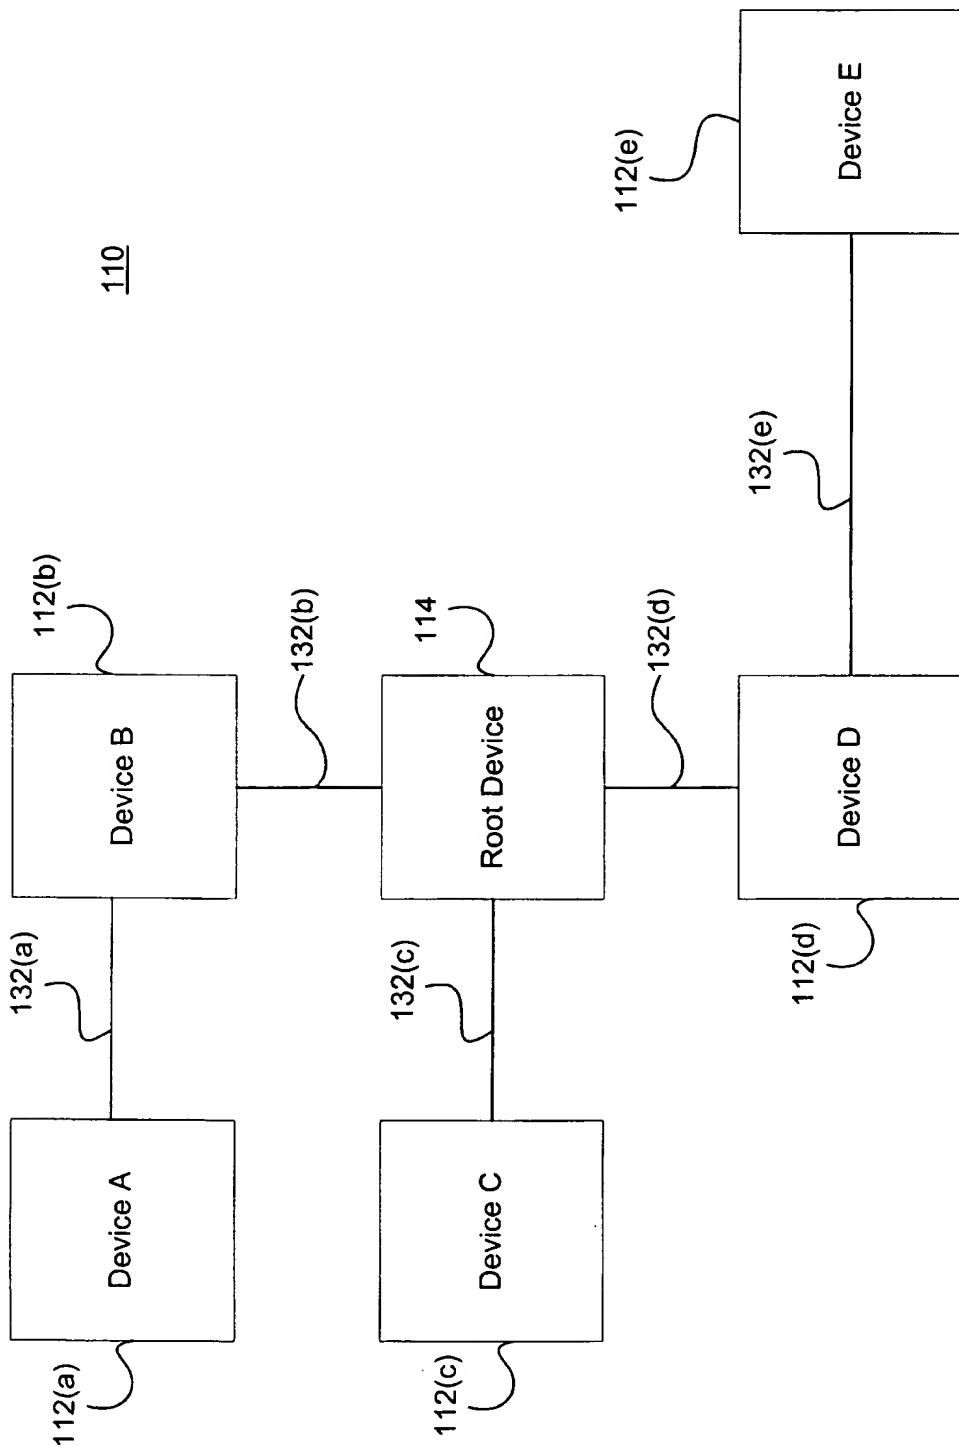 110
112(a)
Device A
132(a)
Device B
112(b)
132(b)
112(c)
Device C
132(c)
Root Device
114
132(d)
112(d)
Device D
132(e)
112(e)
Device E